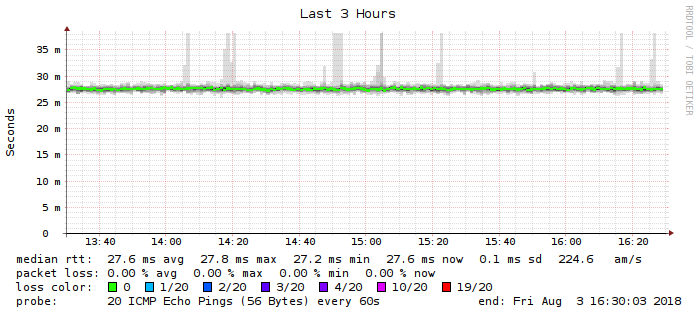 Last 3 Hours
RRDTOOL / TOBI OETIKER
Seconds
35 m
30 m
25 m
20 m
15 m
10 m
5 m
0
13:40 14:00 14:20 14:40 15:00 15:20 15:40 16:00 16:20
median rtt: 27.6 ms avg 27.8 ms max 27.2 ms min 27.6 ms now 0.1 ms sd 224.6 am/s
packet loss: 0.00 % avg 0.00 % max 0.00 % min 0.00 % now
loss color: 0 1/20 2/20 3/20 4/20 10/20 19/20
probe: 20 ICMP Echo Pings (56 Bytes) every 60s end: Fri Aug 3 16:30:03 2018